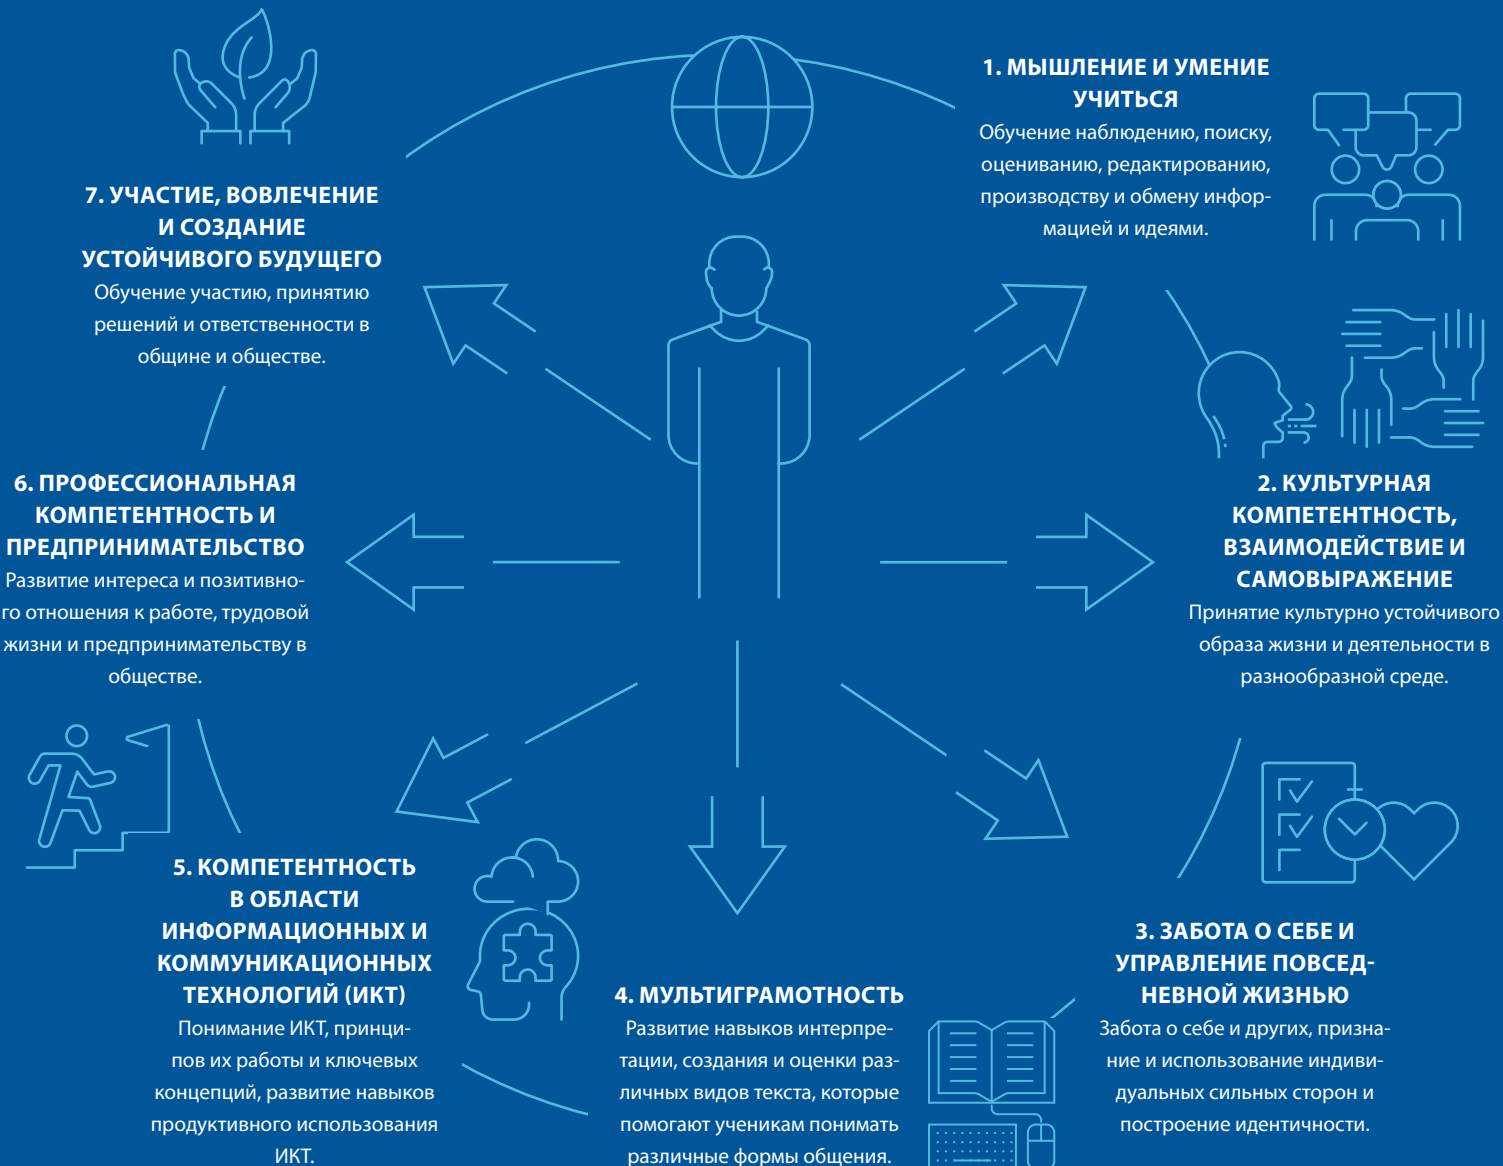 1. МЫШЛЕНИЕ И УМЕНИЕ
УЧИТЬСЯ
Обучение наблюдению, поиску,
оцениванию, редактированию,
производству и обмену инфор-
мацией и идеями.
2. КУЛЬТУРНАЯ
КОМПЕТЕНТНОСТЬ,
ВЗАИМОДЕЙСТВИЕ И
САМОВЫРАЖЕНИЕ
Принятие культурно устойчивого
образа жизни и деятельности в
разнообразной среде.
3. ЗАБОТА О СЕБЕ И
УПРАВЛЕНИЕ ПОВСЕД-
НЕВНОЙ ЖИЗНЬЮ
Забота о себе и других, призна-
ние и использование индиви-
дуальных сильных сторон и
построение идентичности.
4. МУЛЬТИГРАМОТНОСТЬ
Развитие навыков интерпре-
тации, создания и оценки раз-
личных видов текста, которые
помогают ученикам понимать
различные формы общения.
5. КОМПЕТЕНТНОСТЬ
В ОБЛАСТИ
ИНФОРМАЦИОННЫХ И
КОММУНИКАЦИОННЫХ
ТЕХНОЛОГИЙ (ИКТ)
Понимание ИКТ, принци-
пов их работы и ключевых
концепций, развитие навыков
продуктивного использования
ИКТ.
6. ПРОФЕССИОНАЛЬНАЯ
КОМПЕТЕНТНОСТЬ И
ПРЕДПРИНИМАТЕЛЬСТВО
Развитие интереса и позитивно-
го отношения к работе, трудовой
жизни и предпринимательству в
обществе.
7. УЧАСТИЕ, ВОВЛЕЧЕНИЕ
И СОЗДАНИЕ
УСТОЙЧИВОГО БУДУЩЕГО
Обучение участию, принятию
решений и ответственности в
общине и обществе.